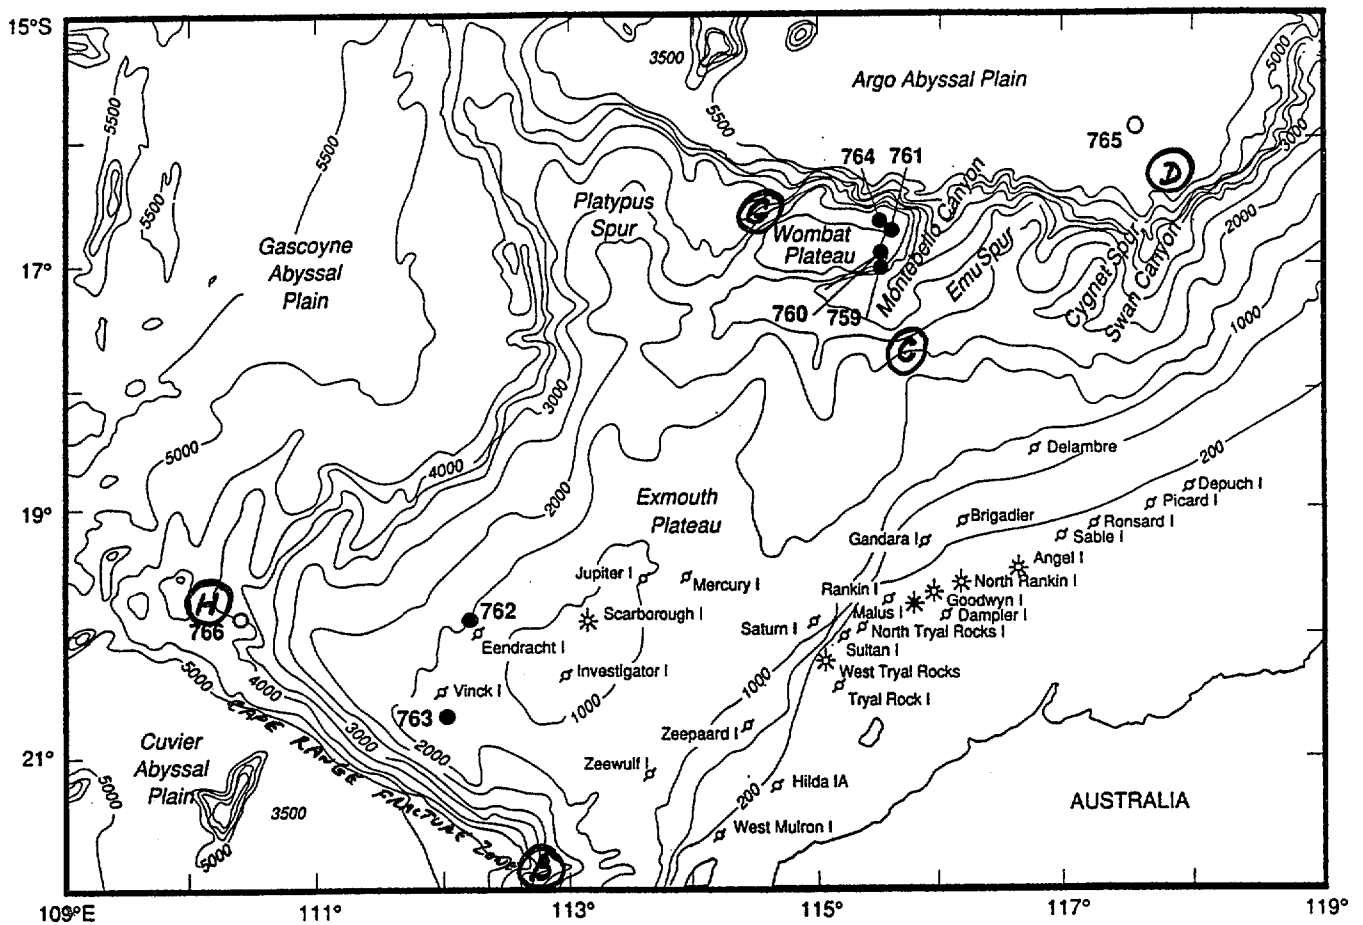 15°S
17°
19°
21°
109°E
111°
113°
115°
117°
119°
3500
Argo Abyssal Plain
5000
5500
5500
5500
5500
765
3000
D
764 761
Platypus
Spur
G
Wombat
Plateau
Montebello Canyon
Emu Spur
Cygnet Spur
Swan Canyon
2000
Gascoyne
Abyssal
Plain
760 759
C
1000
3000
5000
4000
2000
Exmouth
Plateau
Delambre
200
Depuch I
Picard I
Ronsard I
Sable I
Brigadier
Gandara I
Angel I
North Rankin I
Goodwyn I
Dampier I
Rankin I
Malus I
North Tryal Rocks I
Sultan I
West Tryal Rocks
Tryal Rock I
Saturn I
Jupiter I
Mercury I
Scarborough I
H
766
762
Eendracht I
Investigator I
Vinck I
763
1000
1000
5000
4000
3000
2000
CAPE RANGE FRACTURE ZONE
Zeepaard I
Zeewulf I
Hilda IA
200
West Muiron I
Cuvier
Abyssal
Plain
5000
3500
5000
AUSTRALIA